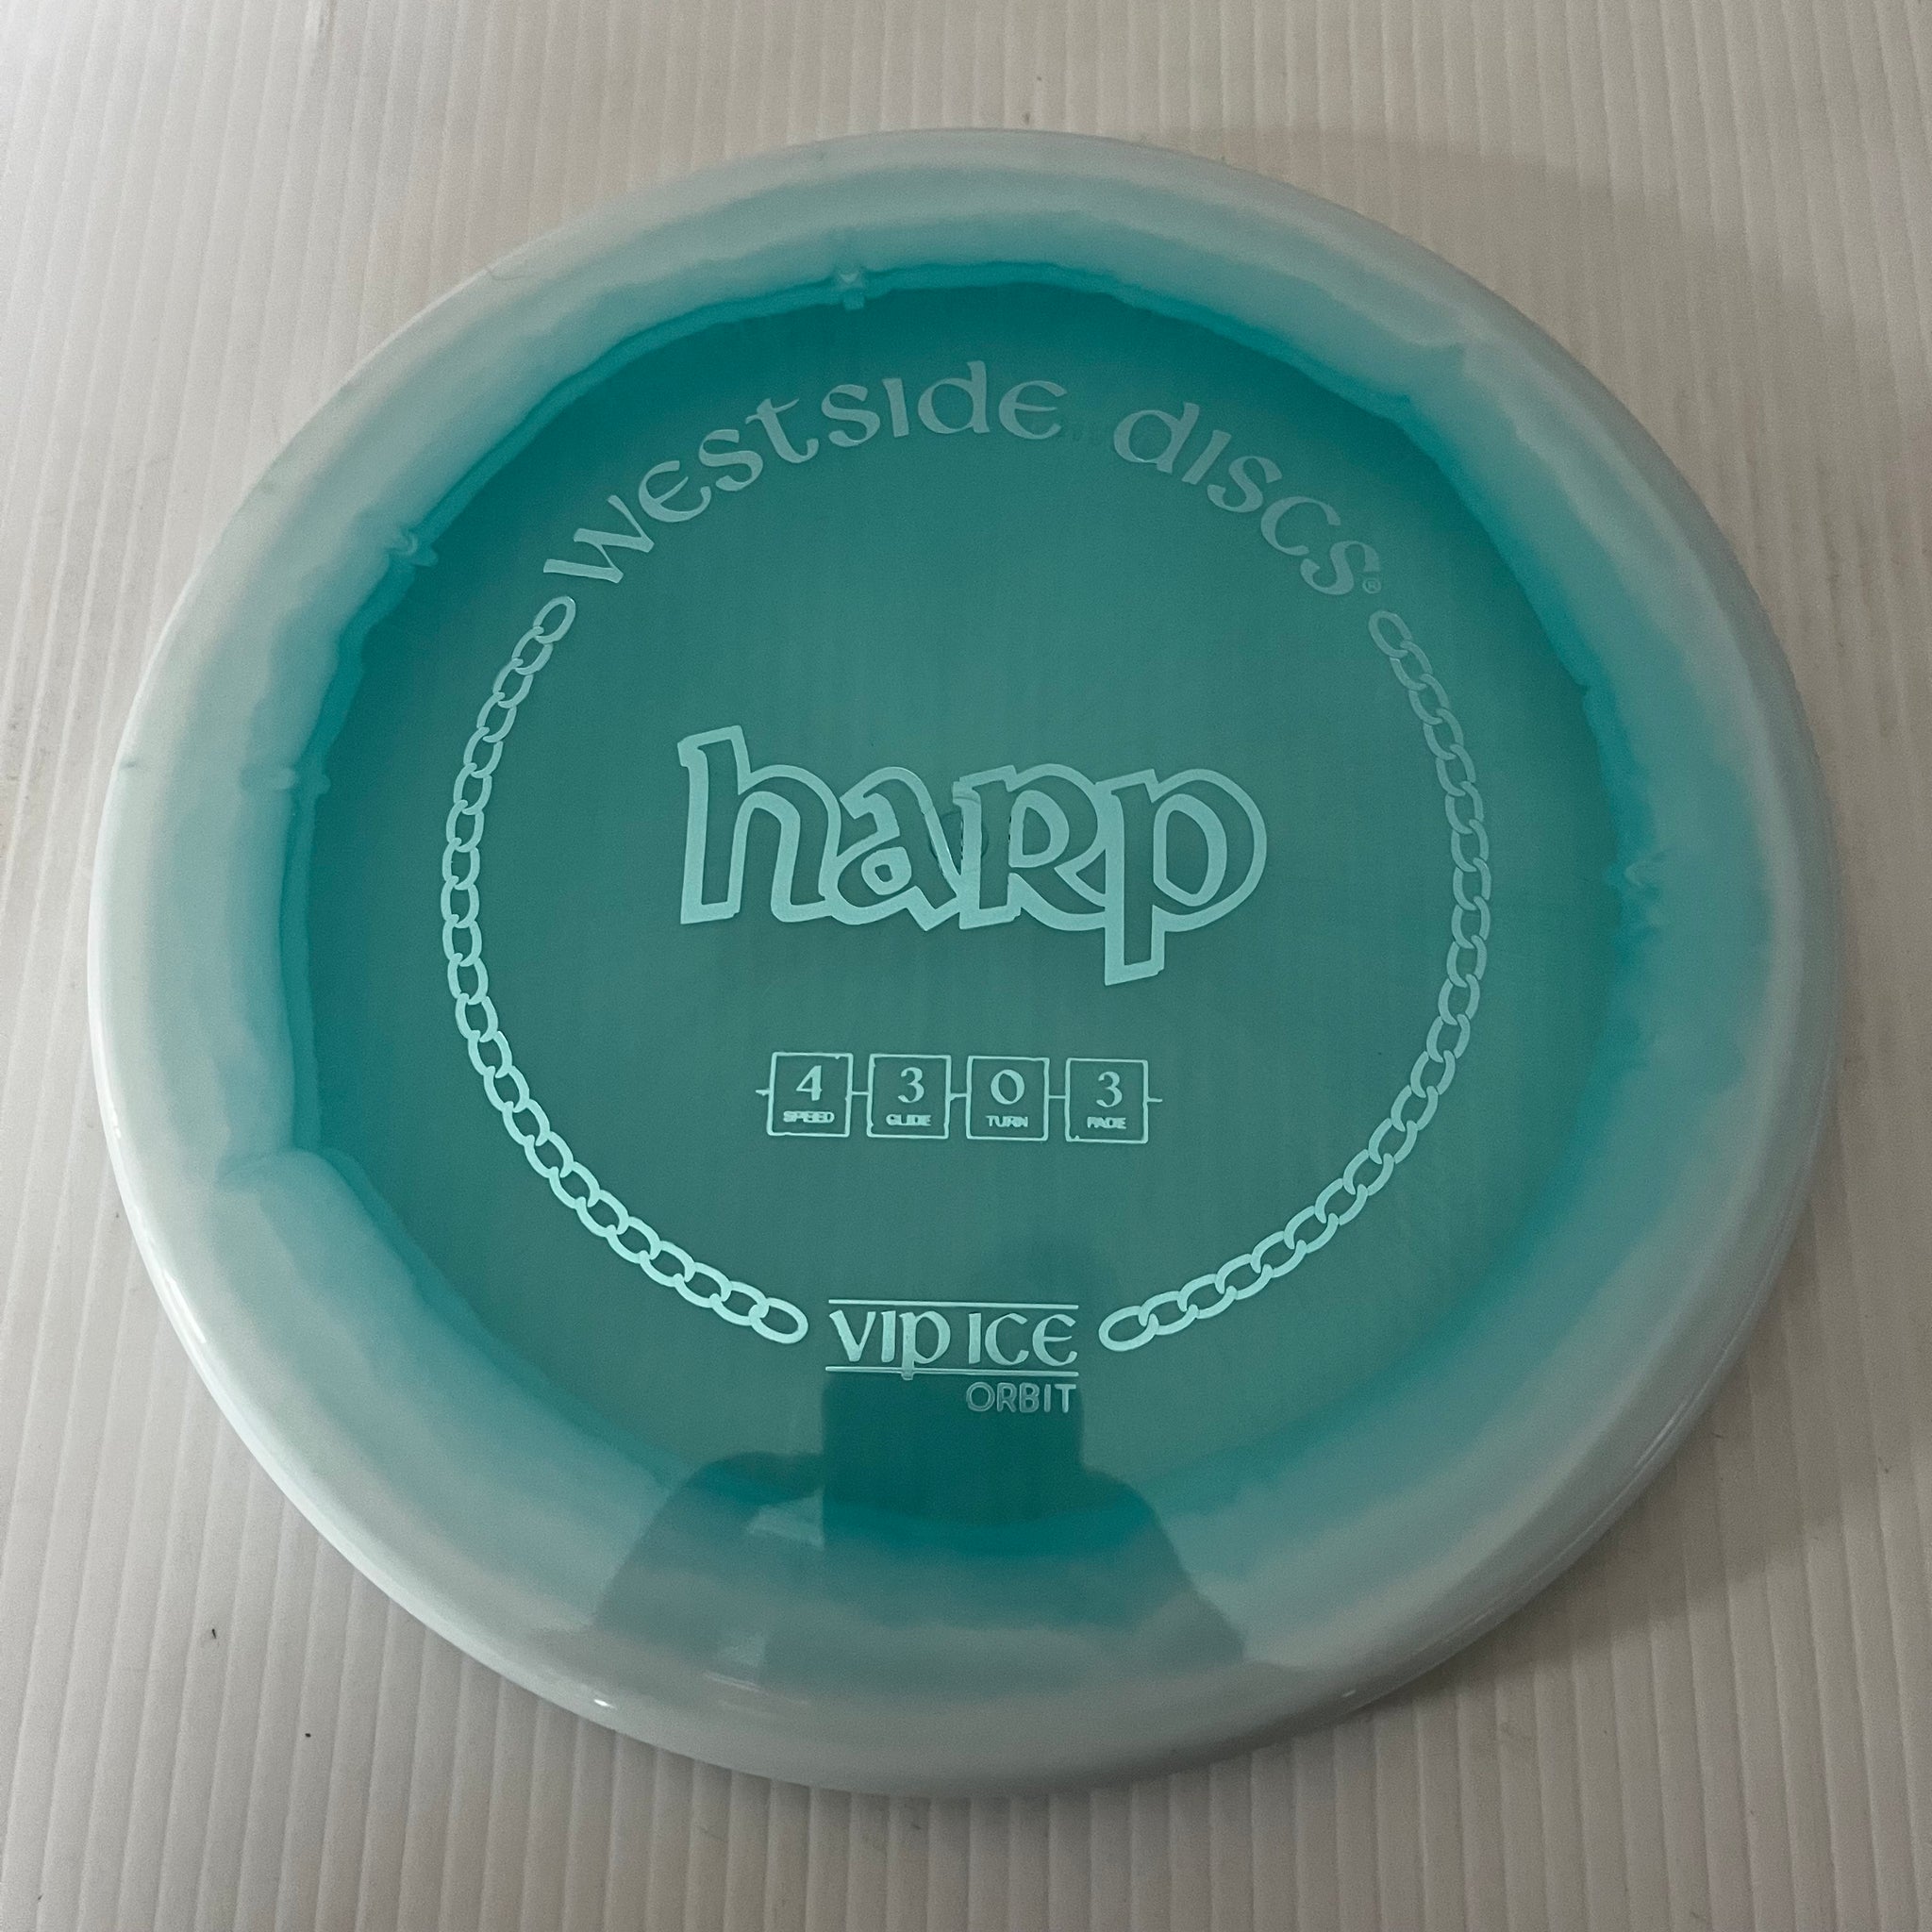 westside discs®
harp
4 3 0 3
SPEED GLIDE TURN FADE
VIP ICE
ORBIT